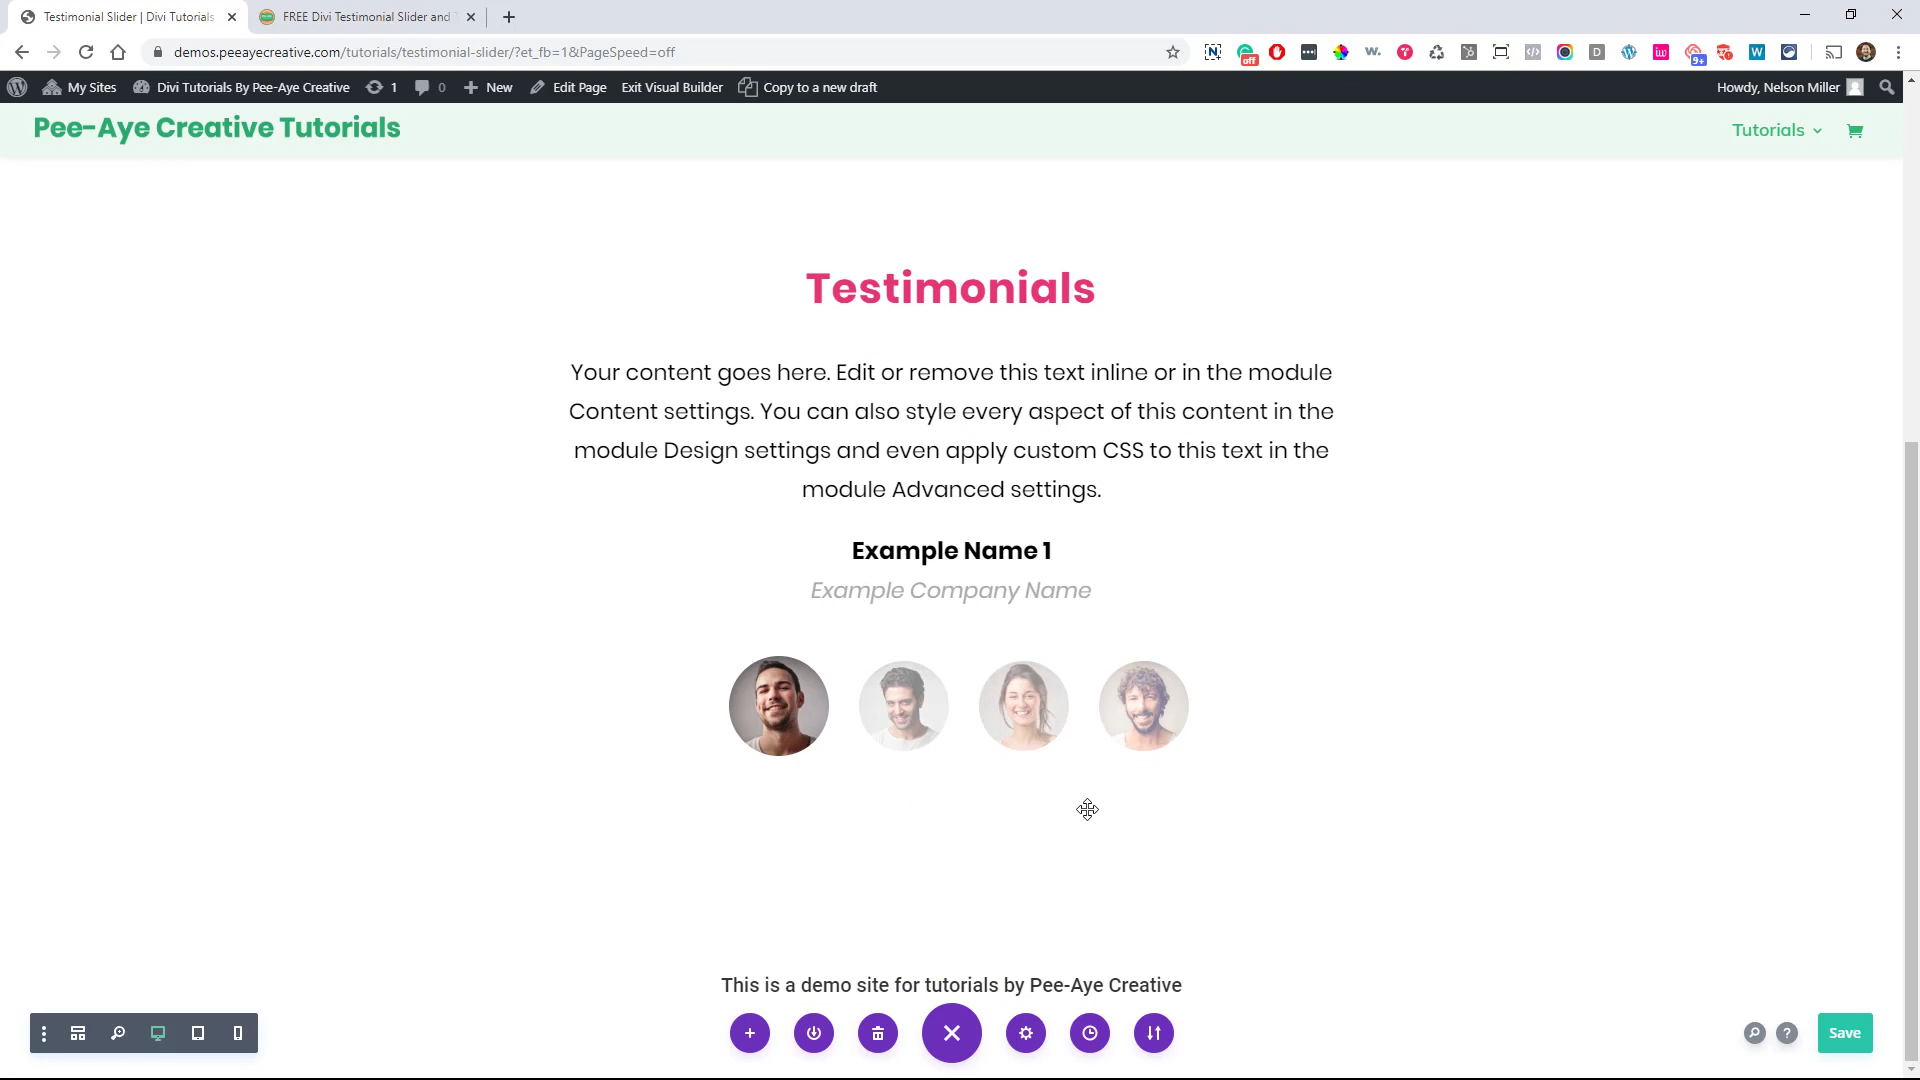 Testimonial Slider | Divi Tutorials
FREE Divi Testimonial Slider and
demos.peeayecreative.com/tutorials/testimonial-slider/?et_fb=1&PageSpeed=off
off
9+
My Sites
Divi Tutorials By Pee-Aye Creative
1
0
New
Edit Page
Exit Visual Builder
Copy to a new draft
Howdy, Nelson Miller
Pee-Aye Creative Tutorials
Tutorials
Testimonials
Your content goes here. Edit or remove this text inline or in the module
Content settings. You can also style every aspect of this content in the
module Design settings and even apply custom CSS to this text in the
module Advanced settings.
Example Name 1
Example Company Name
This is a demo site for tutorials by Pee-Aye Creative
?
Save